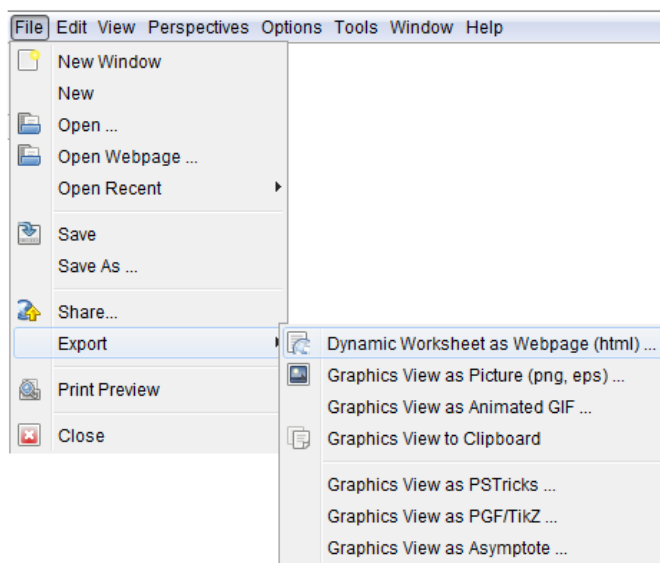 File Edit View Perspectives Options Tools Window Help
New Window
New
Open ...
Open Webpage ...
Open Recent
Save
Save As ...
Share...
Export
Print Preview
Close
Dynamic Worksheet as Webpage (html) ...
Graphics View as Picture (png, eps) ...
Graphics View as Animated GIF ...
Graphics View to Clipboard
Graphics View as PSTricks ...
Graphics View as PGF/TikZ ...
Graphics View as Asymptote ...